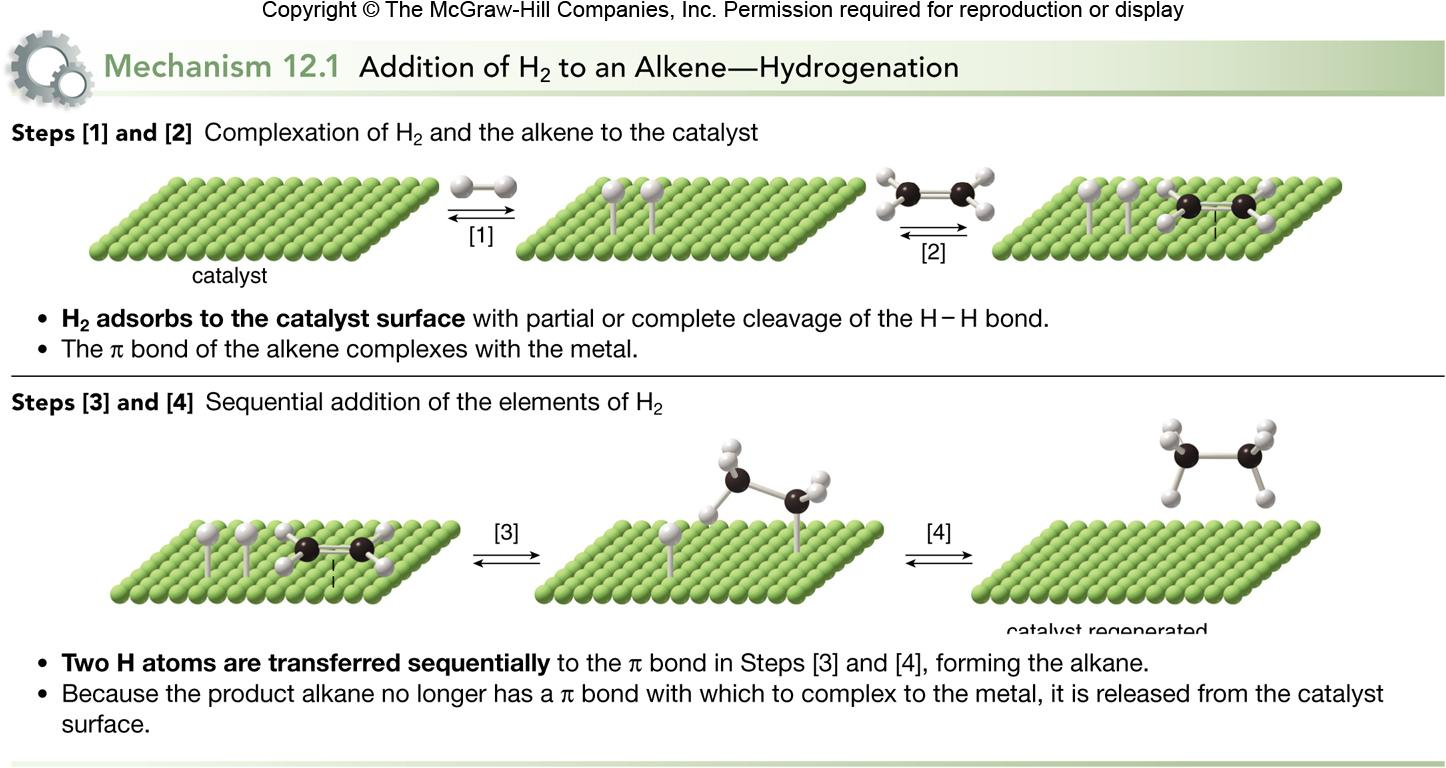 Copyright © The McGraw-Hill Companies, Inc. Permission required for reproduction or display
Mechanism 12.1 Addition of H₂ to an Alkene—Hydrogenation
Steps [1] and [2] Complexation of H₂ and the alkene to the catalyst
[1]
[2]
catalyst
• H₂ adsorbs to the catalyst surface with partial or complete cleavage of the H–H bond.
• The π bond of the alkene complexes with the metal.
Steps [3] and [4] Sequential addition of the elements of H₂
[3]
[4]
catalyst regenerated
• Two H atoms are transferred sequentially to the π bond in Steps [3] and [4], forming the alkane.
• Because the product alkane no longer has a π bond with which to complex to the metal, it is released from the catalyst
surface.